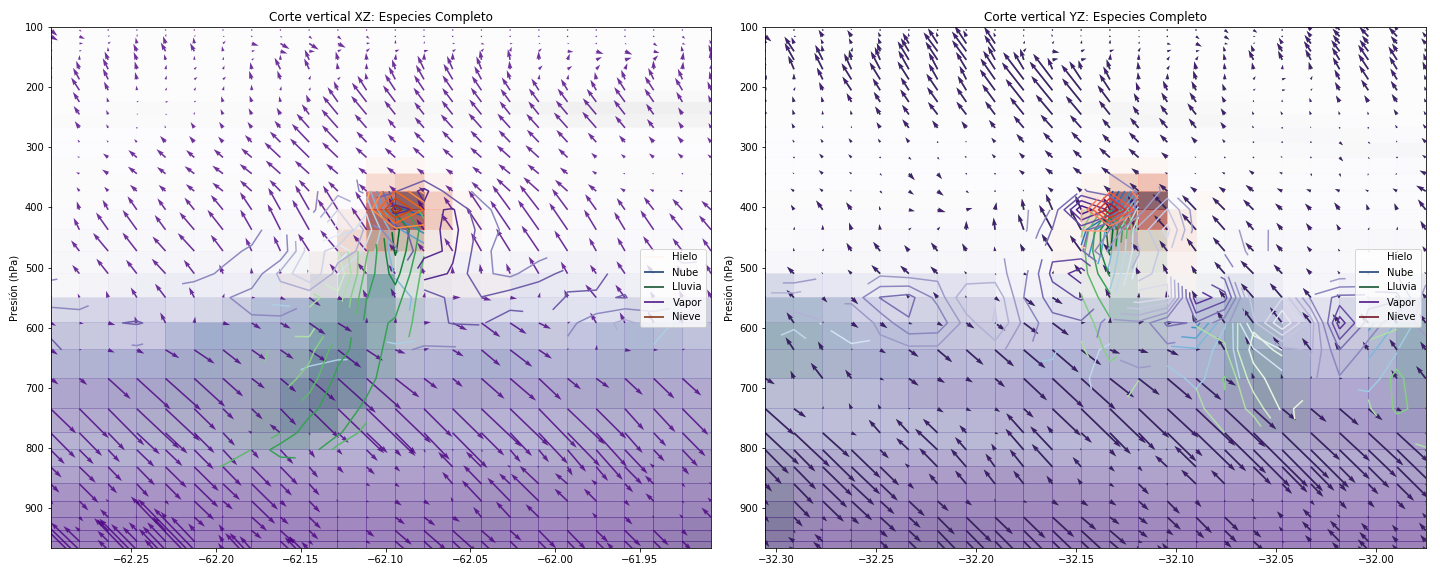 Corte vertical XZ: Especies Completo
Presión (hPa)
100
200
300
400
500
600
700
800
900
−62.25
−62.20
−62.15
−62.10
−62.05
−62.00
−61.95
Hielo
Nube
Lluvia
Vapor
Nieve
Corte vertical YZ: Especies Completo
Presión (hPa)
100
200
300
400
500
600
700
800
900
−32.30
−32.25
−32.20
−32.15
−32.10
−32.05
−32.00
Hielo
Nube
Lluvia
Vapor
Nieve